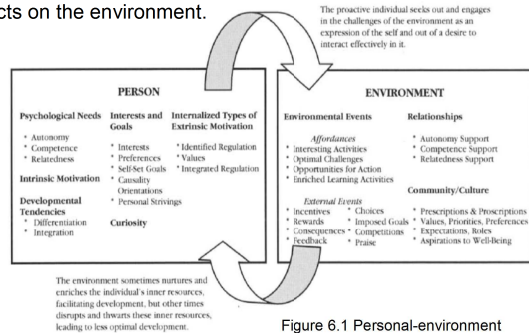 cts on the environment.
The proactive individual seeks out and engages
in the challenges of the environment as an
expression of the self and out of a desire to
interact effectively in it.
PERSON
Psychological Needs
* Autonomy
* Competence
* Relatedness
Intrinsic Motivation
Developmental
Tendencies
* Differentiation
* Integration
Interests and
Goals
* Interests
* Preferences
* Self-Set Goals
* Causality
Orientations
* Personal Strivings
Curiosity
Internalized Types of
Extrinsic Motivation
* Identified Regulation
* Values
* Integrated Regulation
ENVIRONMENT
Environmental Events
Affordances
* Interesting Activities
* Optimal Challenges
* Opportunities for Action
* Enriched Learning Activities
External Events
* Incentives
* Rewards
* Consequences
* Feedback
* Choices
* Imposed Goals
* Competitions
* Praise
Relationships
* Autonomy Support
* Competence Support
* Relatedness Support
Community/Culture
* Prescriptions & Proscriptions
* Values, Priorities, Preferences
* Expectations, Roles
* Aspirations to Well-Being
The environment sometimes nurtures and
enriches the individual's inner resources,
facilitating development, but other times
disrupts and thwarts these inner resources,
leading to less optimal development.
Figure 6.1 Personal-environment